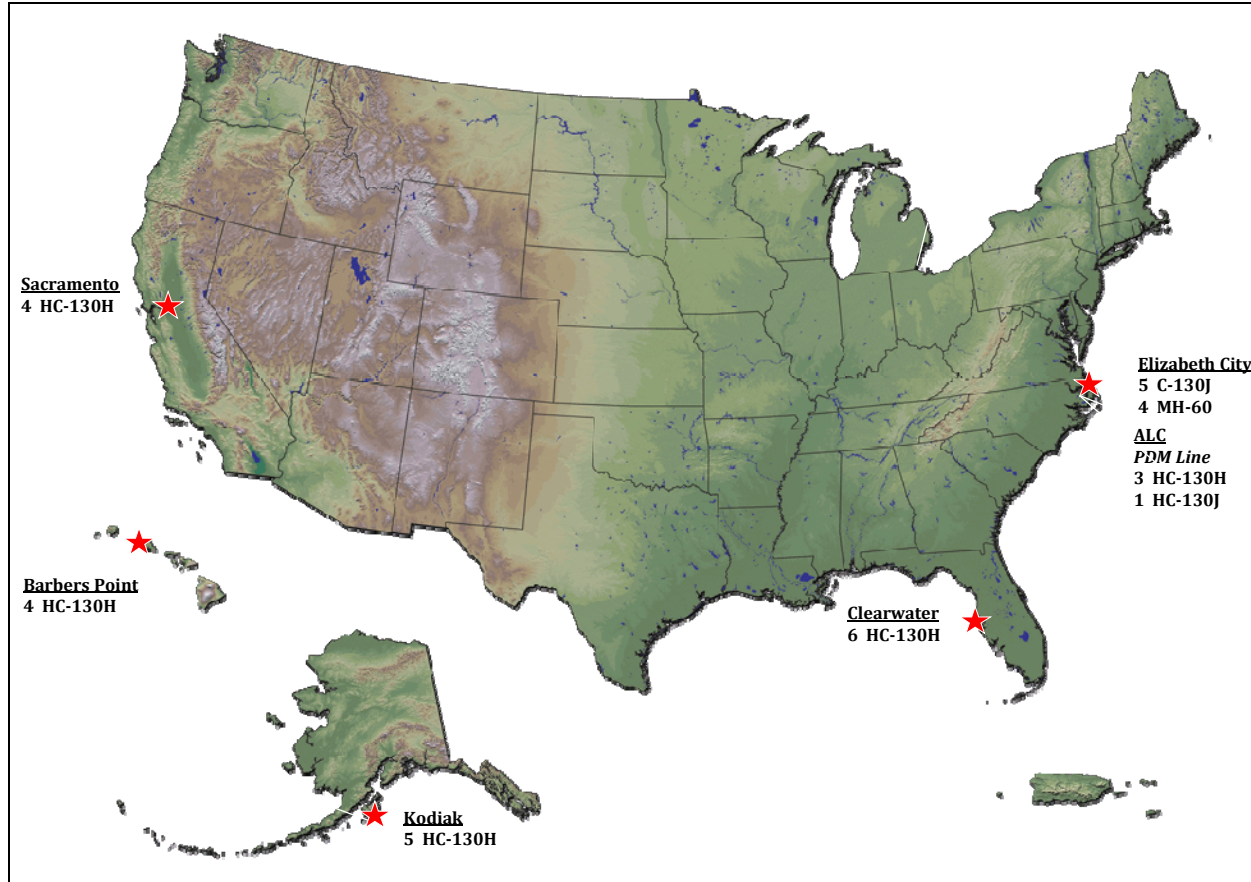 Sacramento
4 HC-130H
Elizabeth City
5 C-130J
4 MH-60
ALC
PDM Line
3 HC-130H
1 HC-130J
Barbers Point
4 HC-130H
Clearwater
6 HC-130H
Kodiak
5 HC-130H